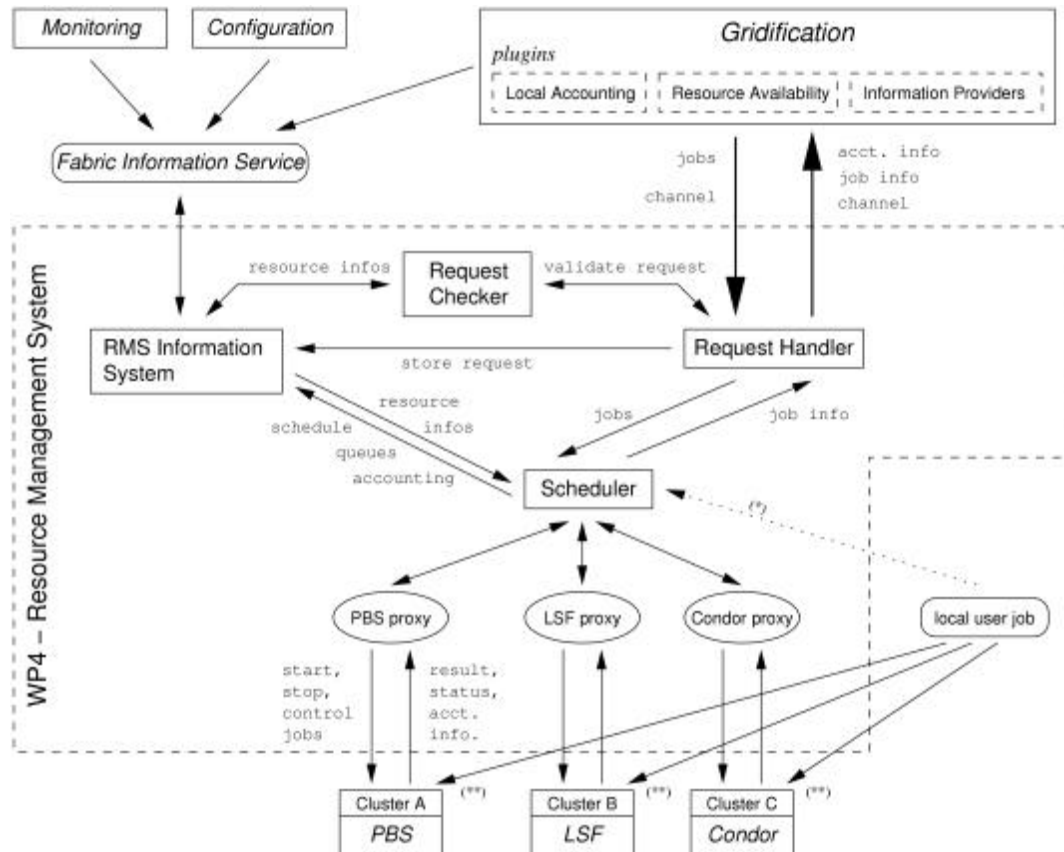 Monitoring
Configuration
Gridification
plugins
Local Accounting
Resource Availability
Information Providers
Fabric Information Service
jobs
channel
acct. info
job info
channel
WP4 – Resource Management System
resource infos
Request
Checker
validate request
RMS Information
System
store request
Request Handler
resource
infos
schedule
queues
accounting
jobs
job info
Scheduler
(*)
PBS proxy
LSF proxy
Condor proxy
local user job
start,
stop,
control
jobs
result,
status,
acct.
info.
Cluster A
PBS
(**)
Cluster B
LSF
(**)
Cluster C
Condor
(**)